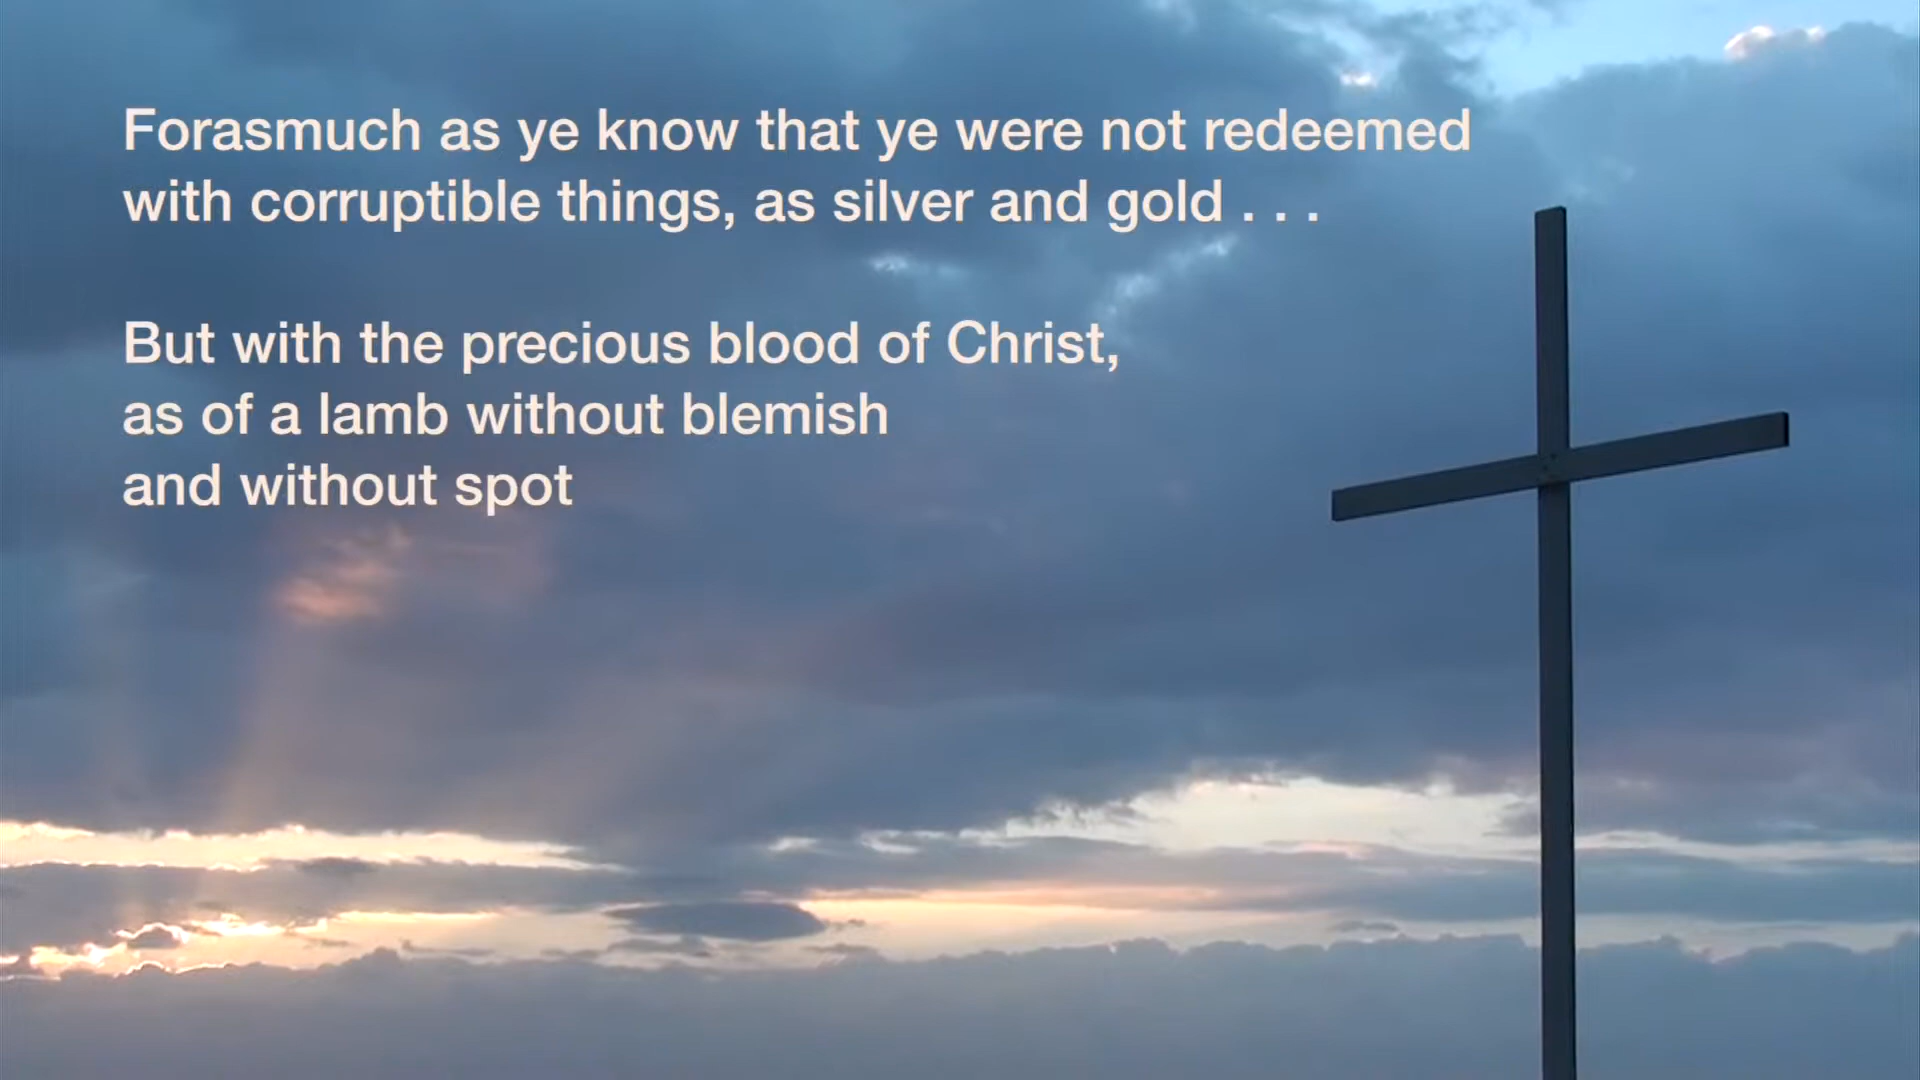 Forasmuch as ye know that ye were not redeemed
with corruptible things, as silver and gold . . .
But with the precious blood of Christ,
as of a lamb without blemish
and without spot